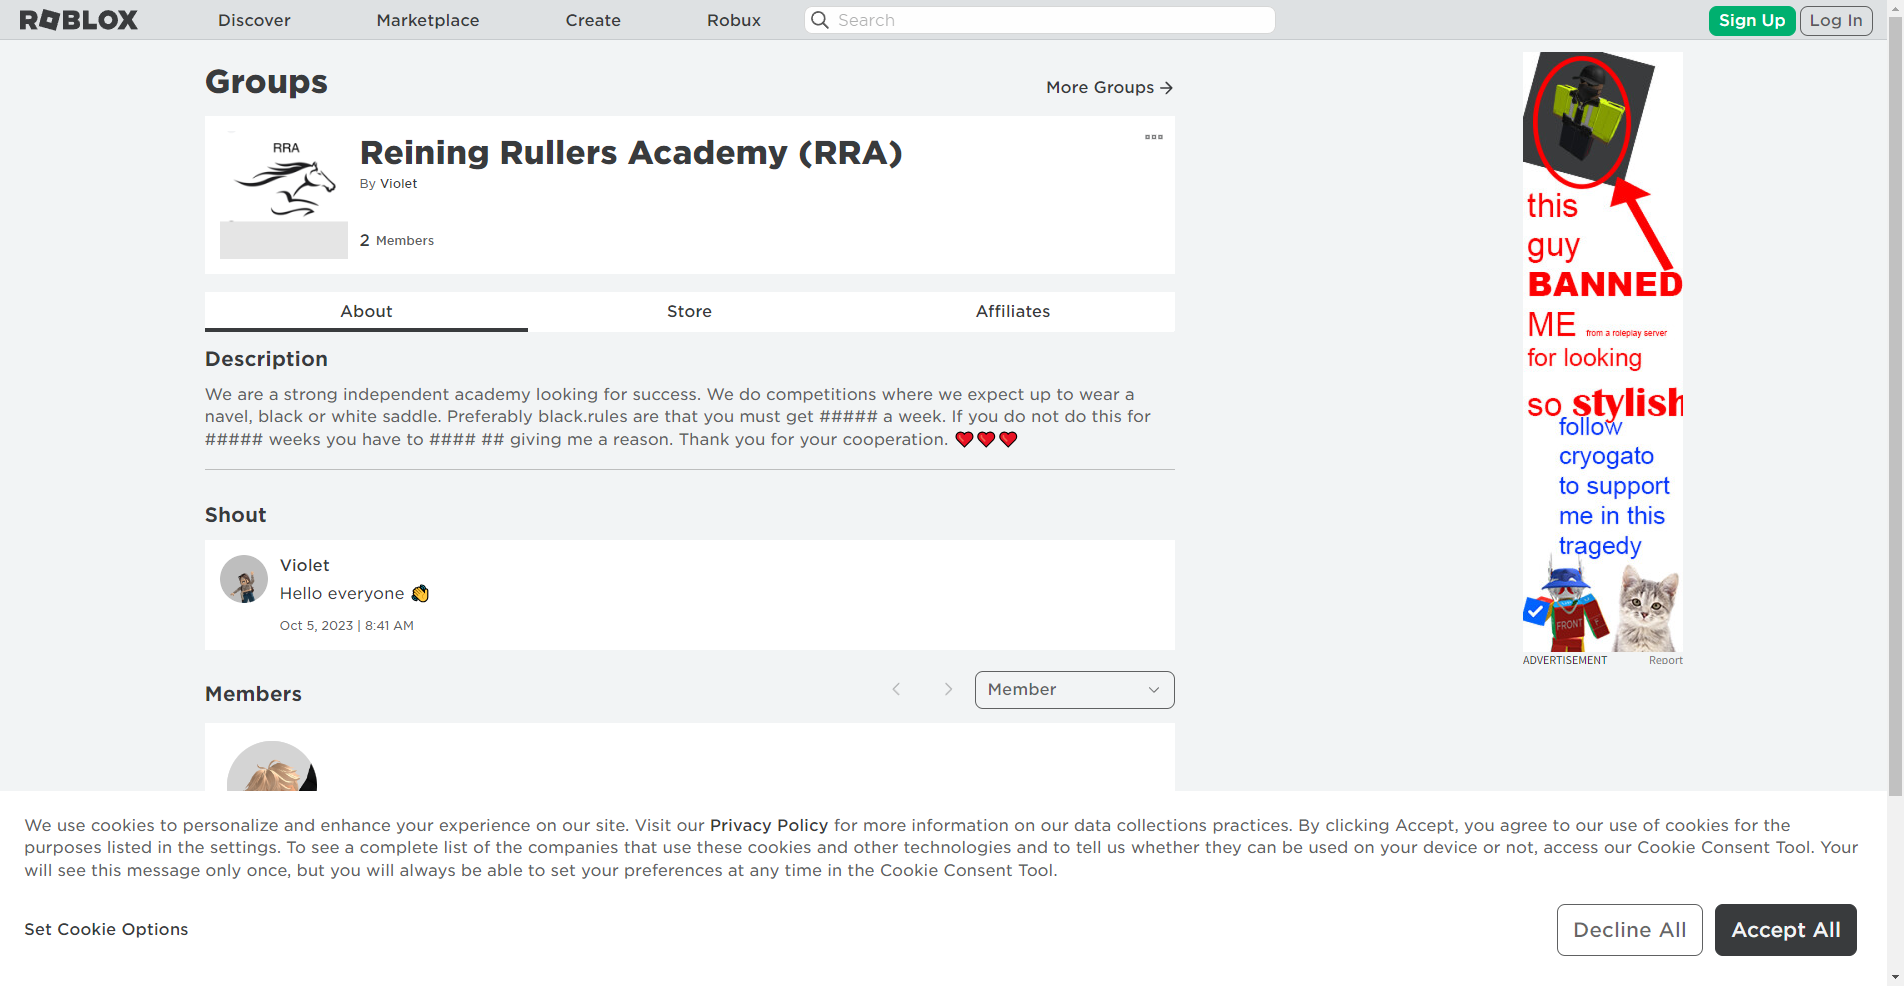 ROBLOX
Discover
Marketplace
Create
Robux
Search
Sign Up
Log In
Groups
More Groups
RRA
Reining Rullers Academy (RRA)
By Violet
2 Members
About
Store
Affiliates
Description
We are a strong independent academy looking for success. We do competitions where we expect up to wear a
navel, black or white saddle. Preferably black.rules are that you must get ##### a week. If you do not do this for
##### weeks you have to #### ## giving me a reason. Thank you for your cooperation. ❤️❤️❤️
Shout
Violet
Hello everyone 👋
Oct 5, 2023 | 8:41 AM
Members
Member
this
guy
BANNED
ME from a roleplay server
for looking
so stylish
follow
cryogato
to support
me in this
tragedy
FRONT
ADVERTISEMENT
Report
We use cookies to personalize and enhance your experience on our site. Visit our Privacy Policy for more information on our data collections practices. By clicking Accept, you agree to our use of cookies for the
purposes listed in the settings. To see a complete list of the companies that use these cookies and other technologies and to tell us whether they can be used on your device or not, access our Cookie Consent Tool. Your
will see this message only once, but you will always be able to set your preferences at any time in the Cookie Consent Tool.
Set Cookie Options
Decline All
Accept All